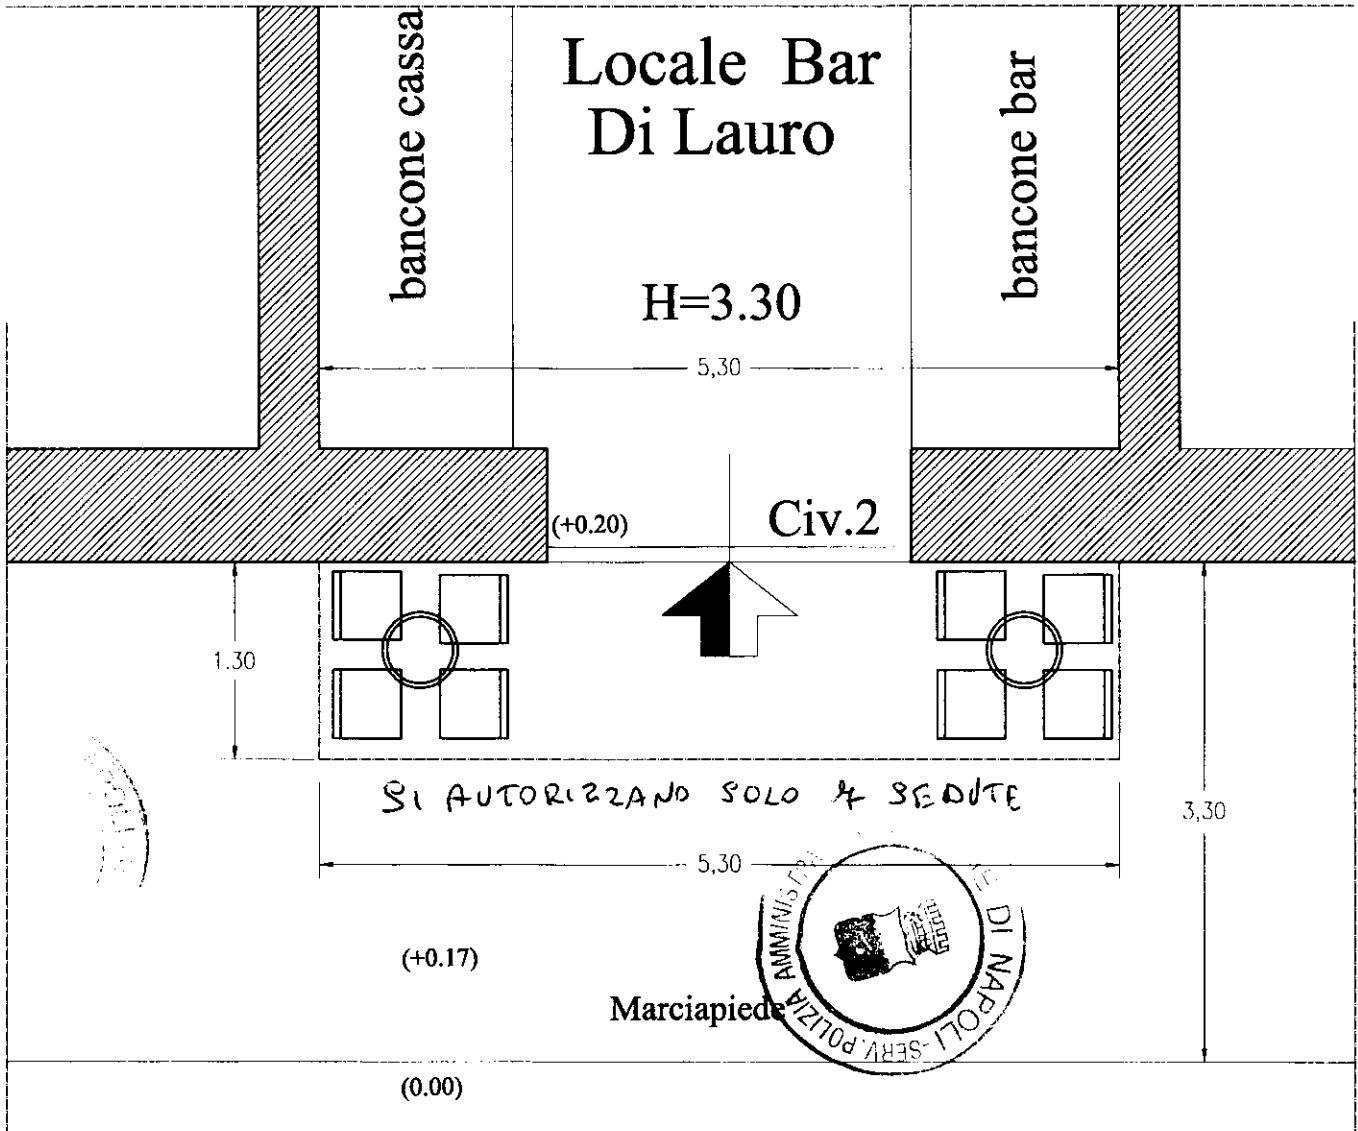 bancone cassa
Locale Bar
Di Lauro
bancone bar
H=3.30
5,30
(+0.20)
Civ.2
1.30
SI AUTORIZZANO SOLO 4 SEDUTE
3,30
5,30
(+0.17)
Marciapiede
(0.00)
DI NAPOLI - SERV. POLIZIA